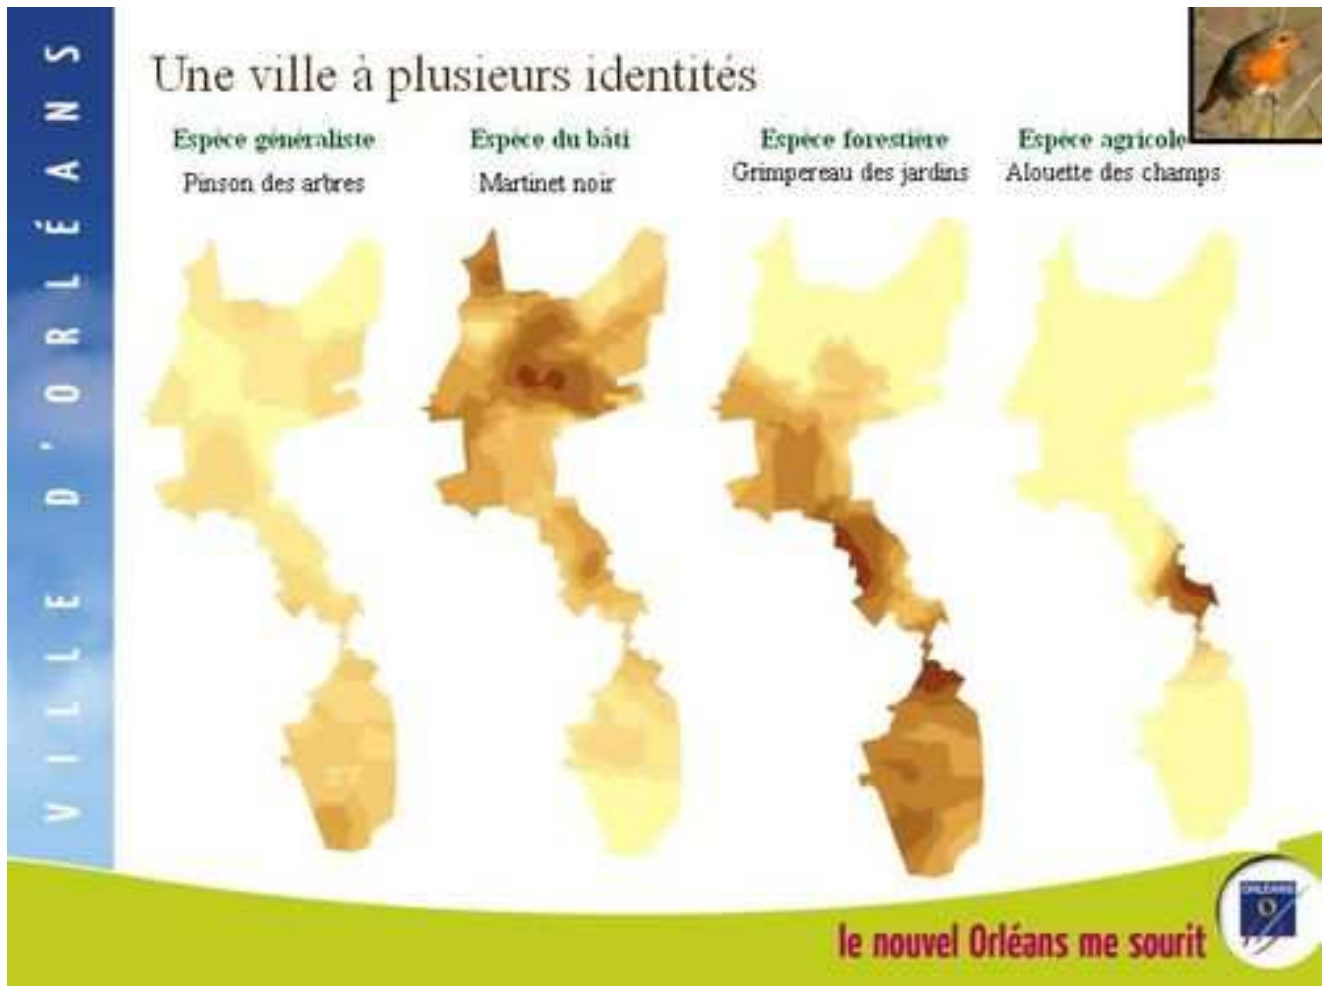 VILLE D'ORLÉANS
Une ville à plusieurs identités
Espèce généraliste
Pinson des arbres
Espèce du bâti
Martinet noir
Espèce forestière
Grimpereau des jardins
Espèce agricole
Alouette des champs
le nouvel Orléans me sourit
ORLÉANS